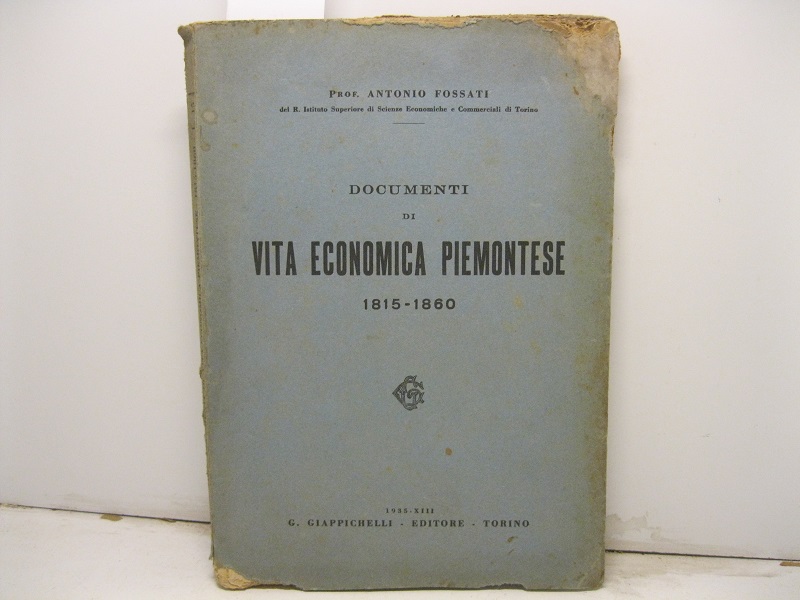 PROF. ANTONIO FOSSATI
del R. Istituto Superiore di Scienze Economiche e Commerciali di Torino
DOCUMENTI
DI
VITA ECONOMICA PIEMONTESE
1815-1860
1935-XIII
G. GIAPPICHELLI - EDITORE - TORINO